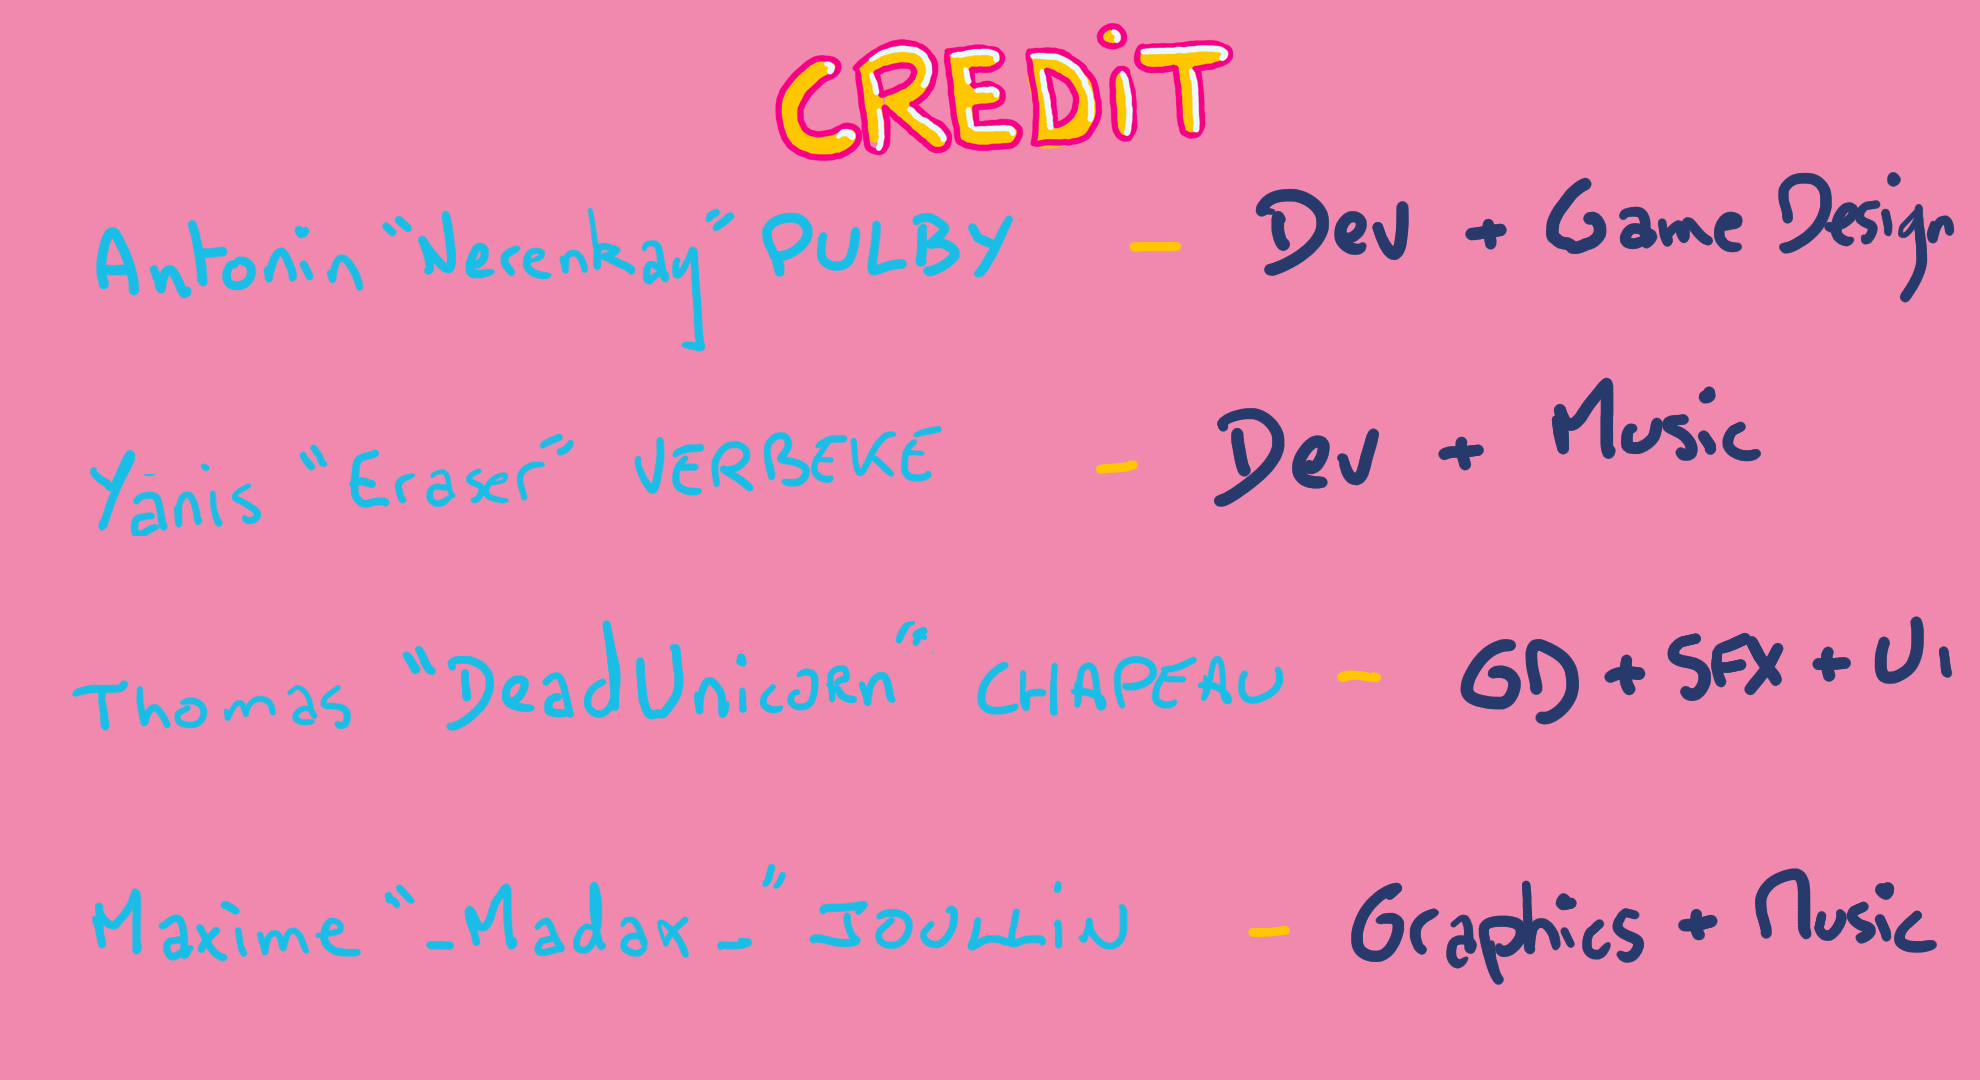 CREDiT
Antonin "Nerenkay" PULBY - Dev + Game Design
Yanis "Eraser" VERBEKE - Dev + Music
Thomas "DeadUnicorn" CHAPEAU - GD + SFX + UI
Maxime "-Madax-" JOULLiN - Graphics + Music